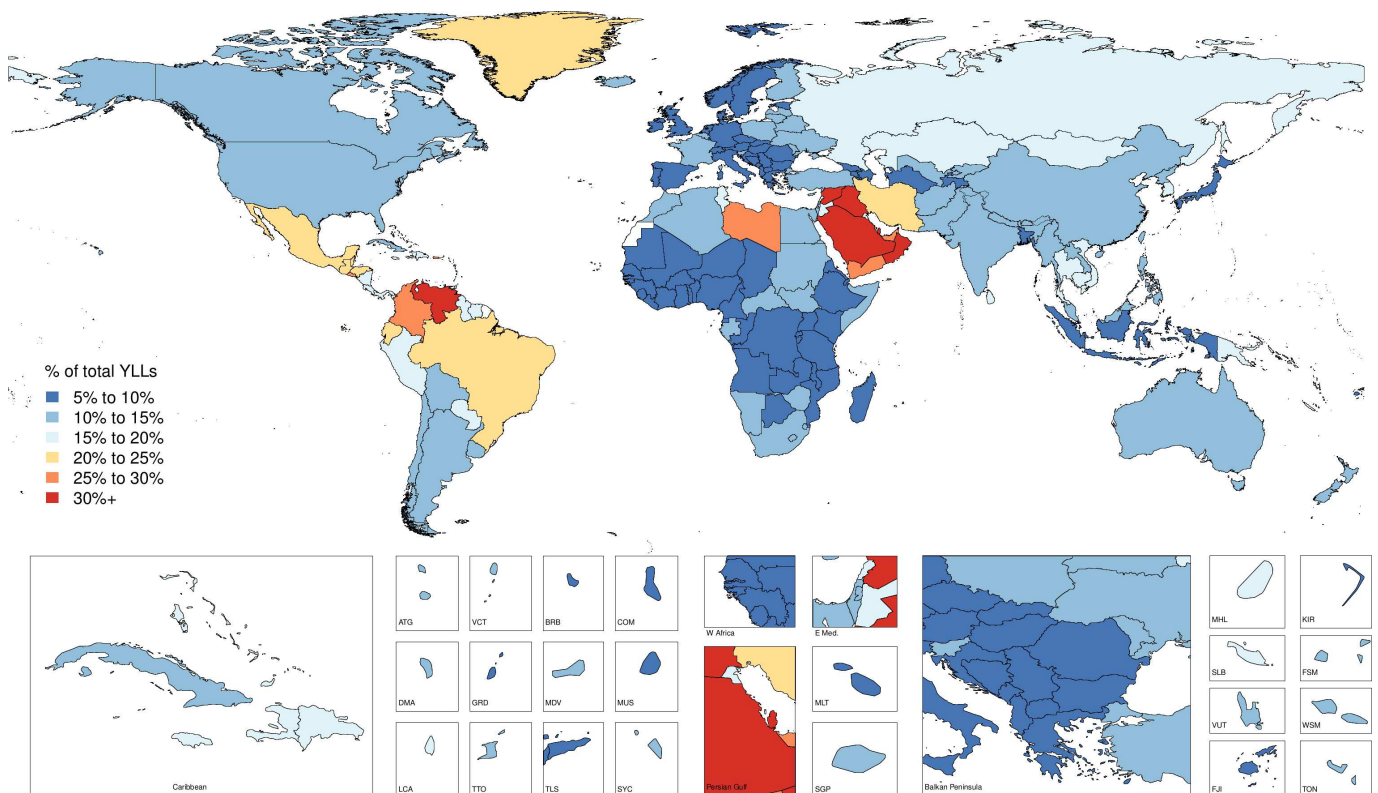 % of total YLLs
5% to 10%
10% to 15%
15% to 20%
20% to 25%
25% to 30%
30%+
Caribbean
ATG
VCT
BRB
COM
DMA
GRD
MDV
MUS
LCA
TTO
TLS
SYC
W Africa
E Med.
Persian Gulf
MLT
SGP
Balkan Peninsula
MHL
KIR
SLB
FSM
VUT
WSM
FJI
TON